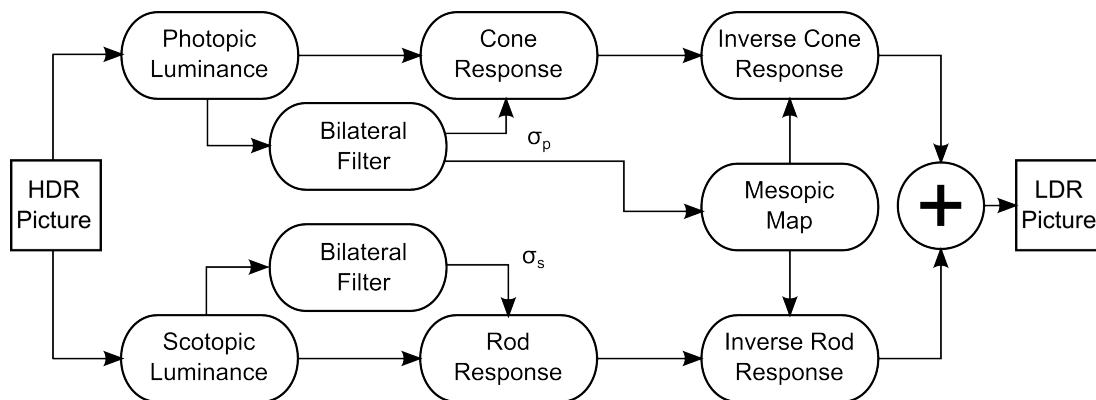 Photopic
Luminance
Cone
Response
Inverse Cone
Response
Bilateral
Filter
σp
HDR
Picture
Mesopic
Map
+
LDR
Picture
Bilateral
Filter
σs
Scotopic
Luminance
Rod
Response
Inverse Rod
Response